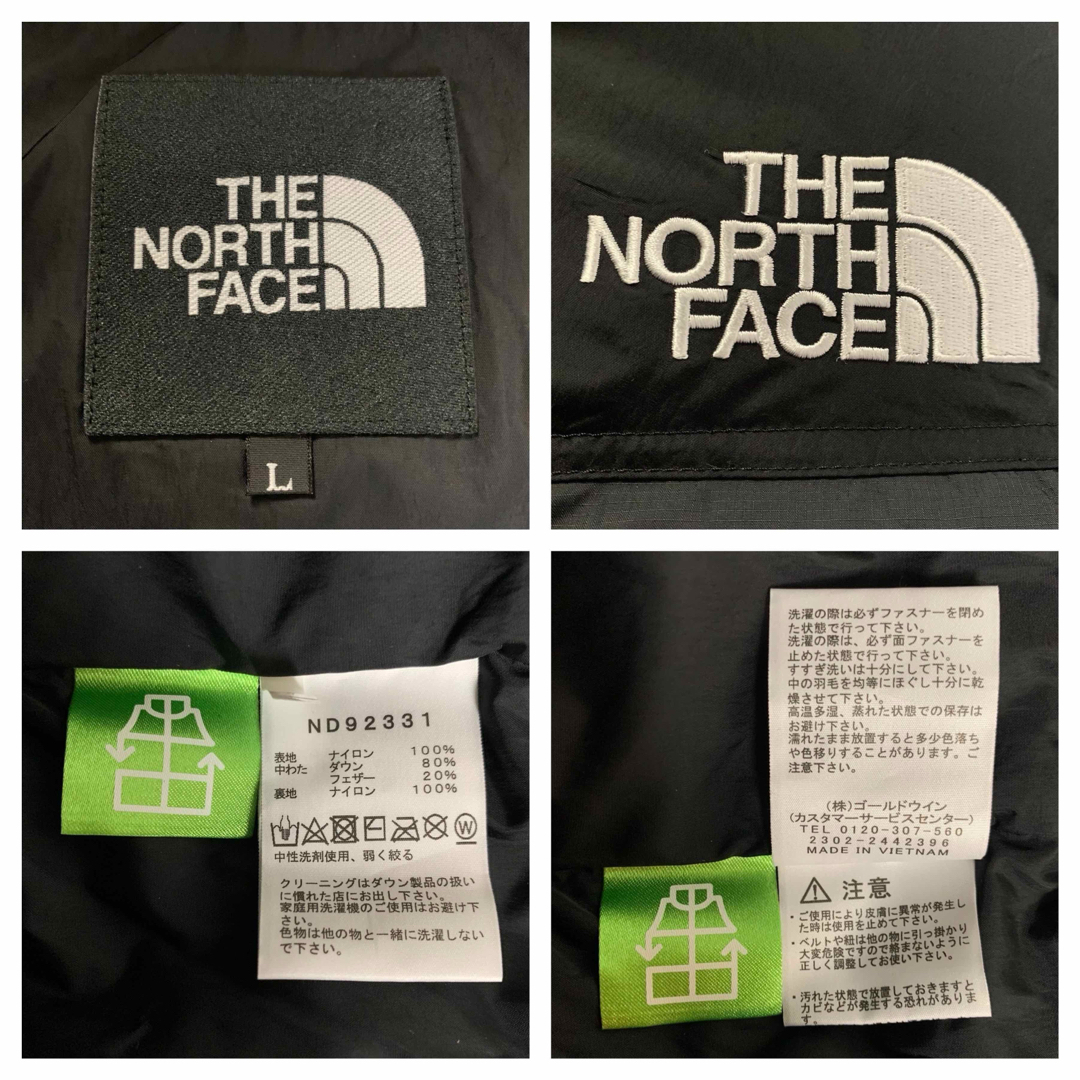 THE
NORTH
FACE
L
THE
NORTH
FACE
ND92331
表地 ナイロン 100%
中わた ダウン 80%
フェザー 20%
裏地 ナイロン 100%
W
中性洗剤使用、弱く絞る
クリーニングはダウン製品の扱い
に慣れた店にお出し下さい。
家庭用洗濯機のご使用はお避け下
さい。
色物は他の物と一緒に洗濯しない
で下さい。
洗濯の際は必ずファスナーを閉め
た状態で行って下さい。
洗濯の際は、必ず面ファスナーを
止めた状態で行って下さい。
すすぎ洗いは十分にして下さい。
中の羽毛を均等にほぐし十分に乾
燥させて下さい。
高温多湿、蒸れた状態での保存は
お避け下さい。
濡れたまま放置すると多少色落ち
や色移りすることがあります。ご
注意下さい。
(株)ゴールドウイン
(カスタマーサービスセンター)
TEL 0120-307-560
2302-2442396
MADE IN VIETNAM
注意
・ご使用により皮膚に異常が発生し
た時は使用を止めて下さい。
・ベルトや紐は他の物に引っ掛かり
大変危険ですので絡まないように
正しく調整してお使い下さい。
・汚れた状態で放置しておきますと
カビなどが発生する恐れがありま
す。